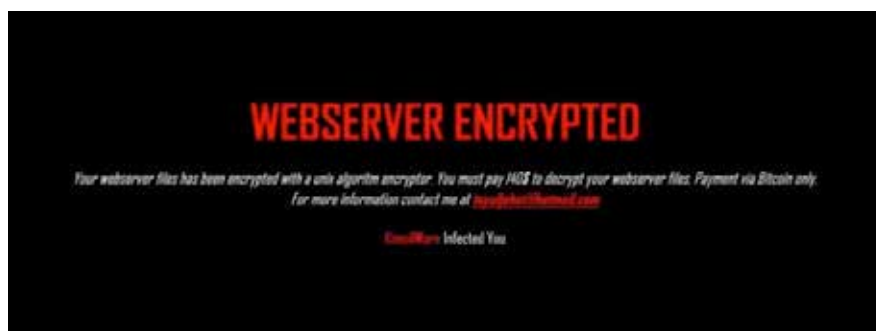 WEBSERVER ENCRYPTED
Your webserver files has been encrypted with a unix algoritm encryptor. You must pay 140$ to decrypt your webserver files. Payment via Bitcoin only.
For more information contact me at
Infected You